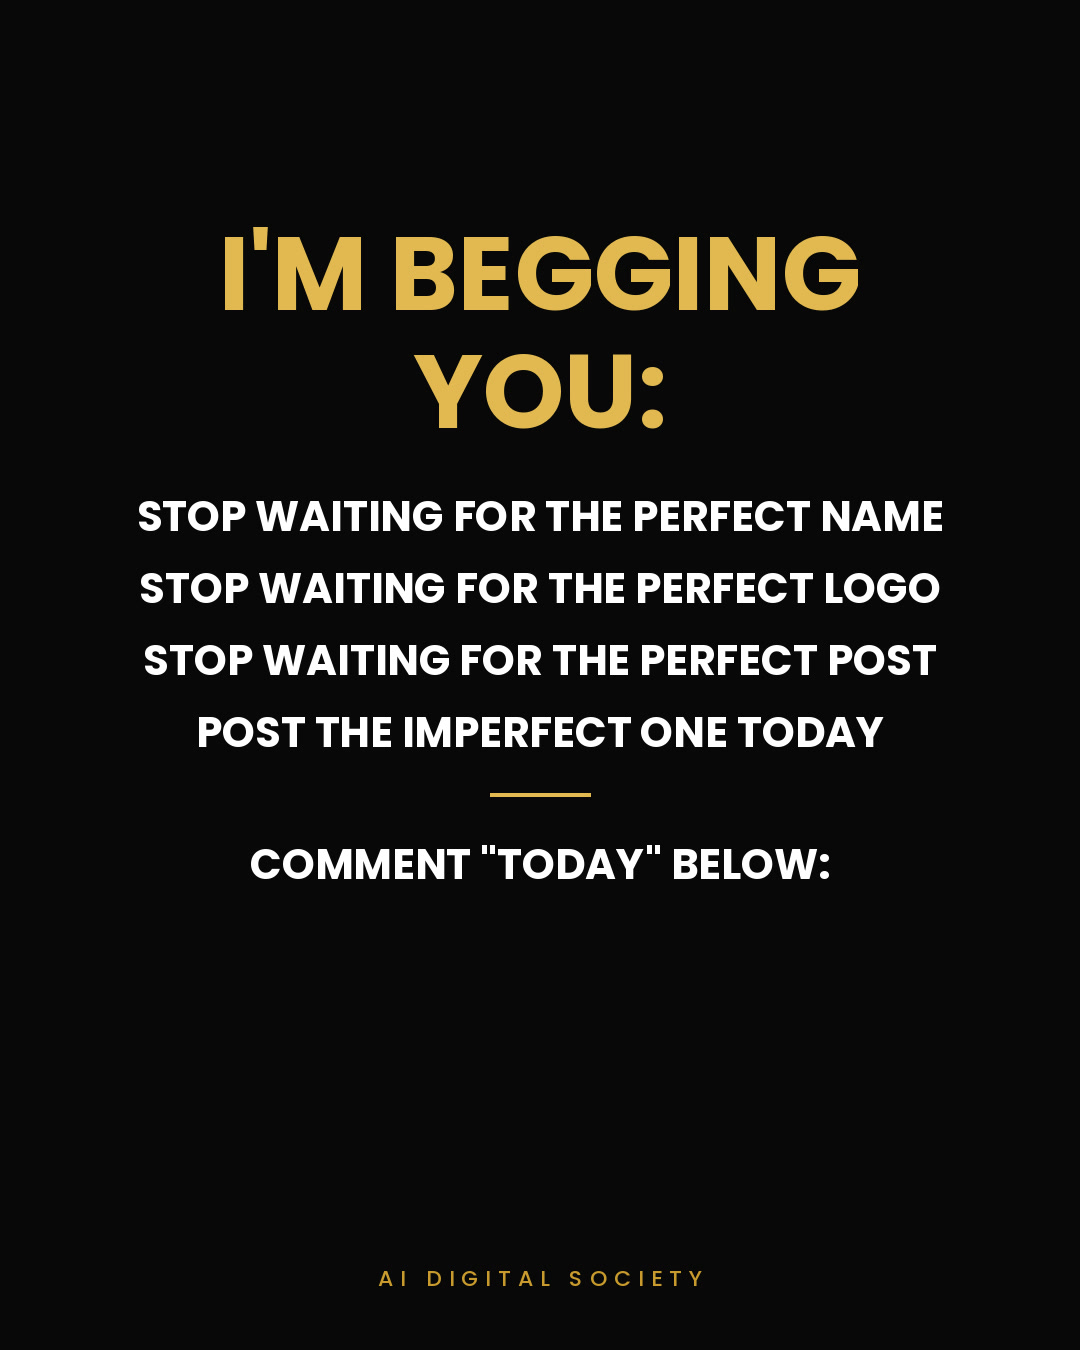 I'M BEGGING
YOU:
STOP WAITING FOR THE PERFECT NAME
STOP WAITING FOR THE PERFECT LOGO
STOP WAITING FOR THE PERFECT POST
POST THE IMPERFECT ONE TODAY
COMMENT "TODAY" BELOW:
AI DIGITAL SOCIETY